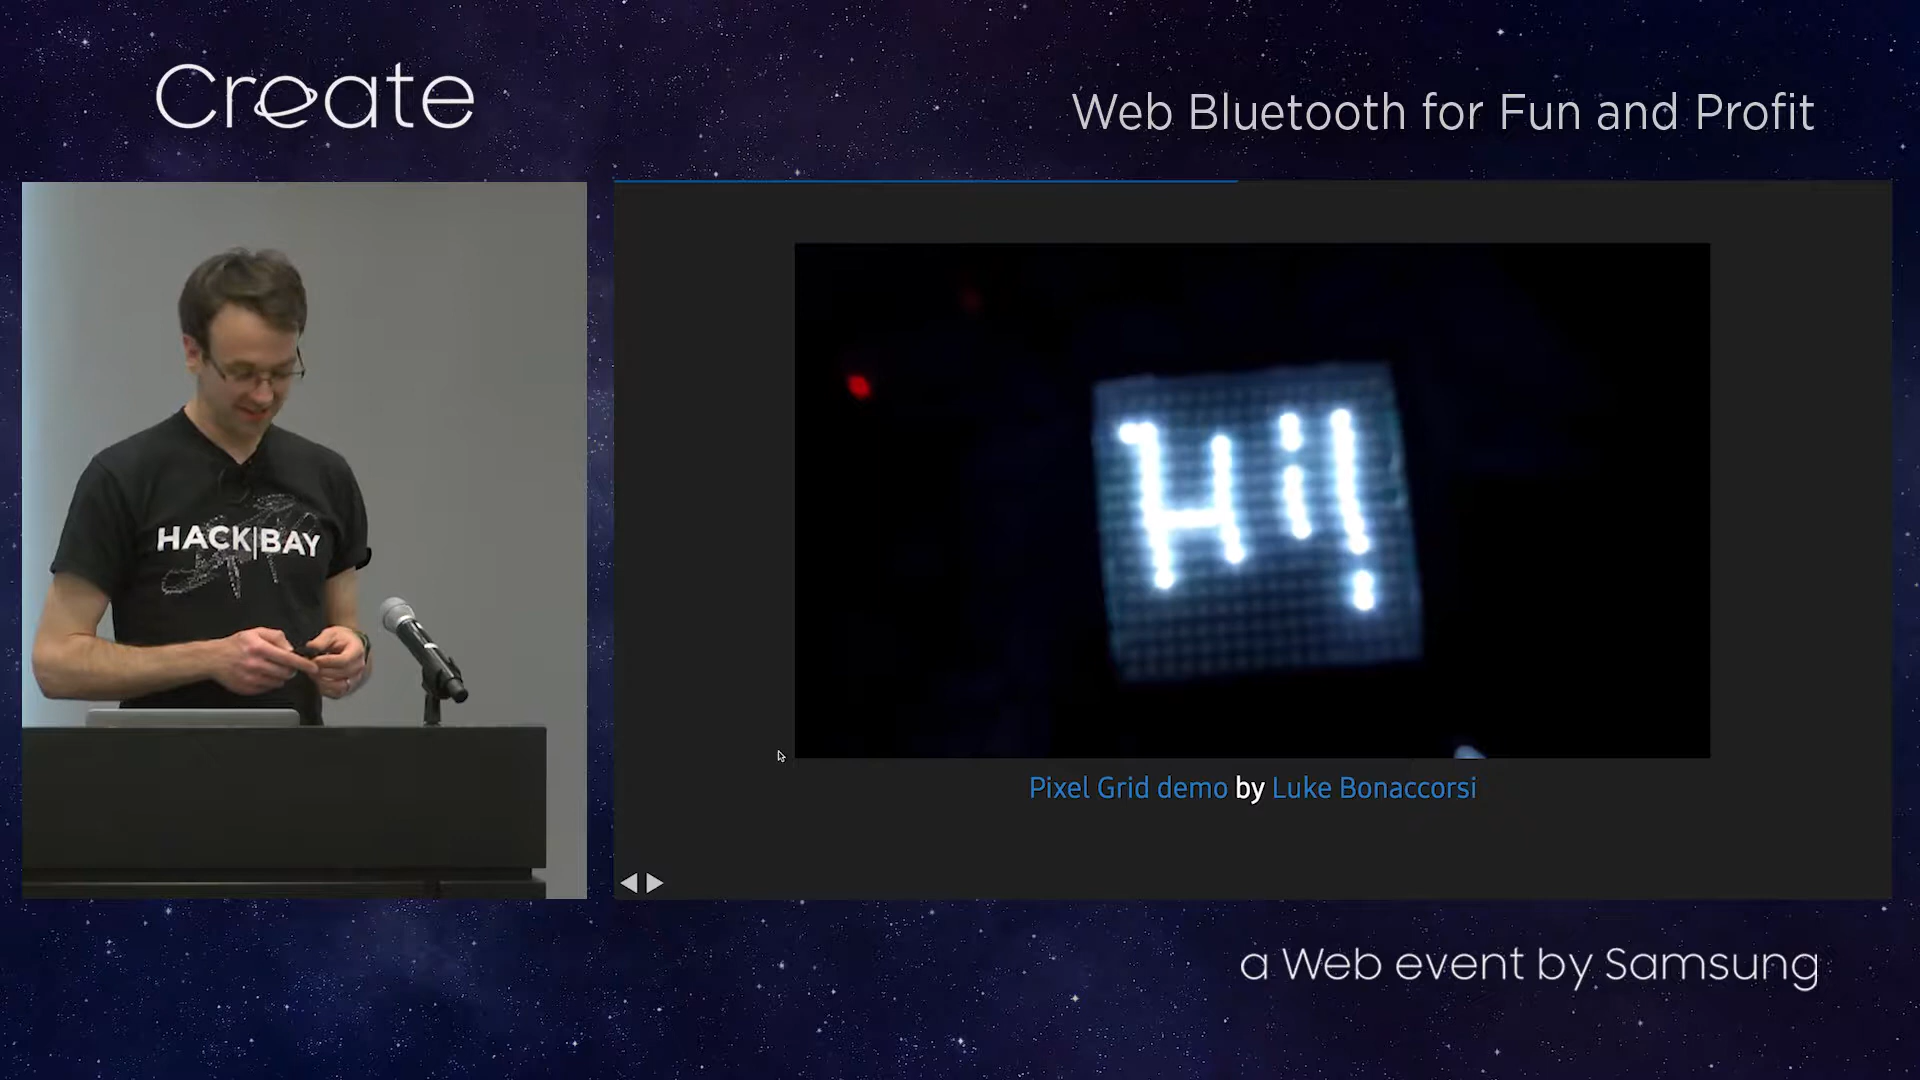 Create
Web Bluetooth for Fun and Profit
HACK|BAY
Hi!
Pixel Grid demo by Luke Bonaccorsi
a Web event by Samsung